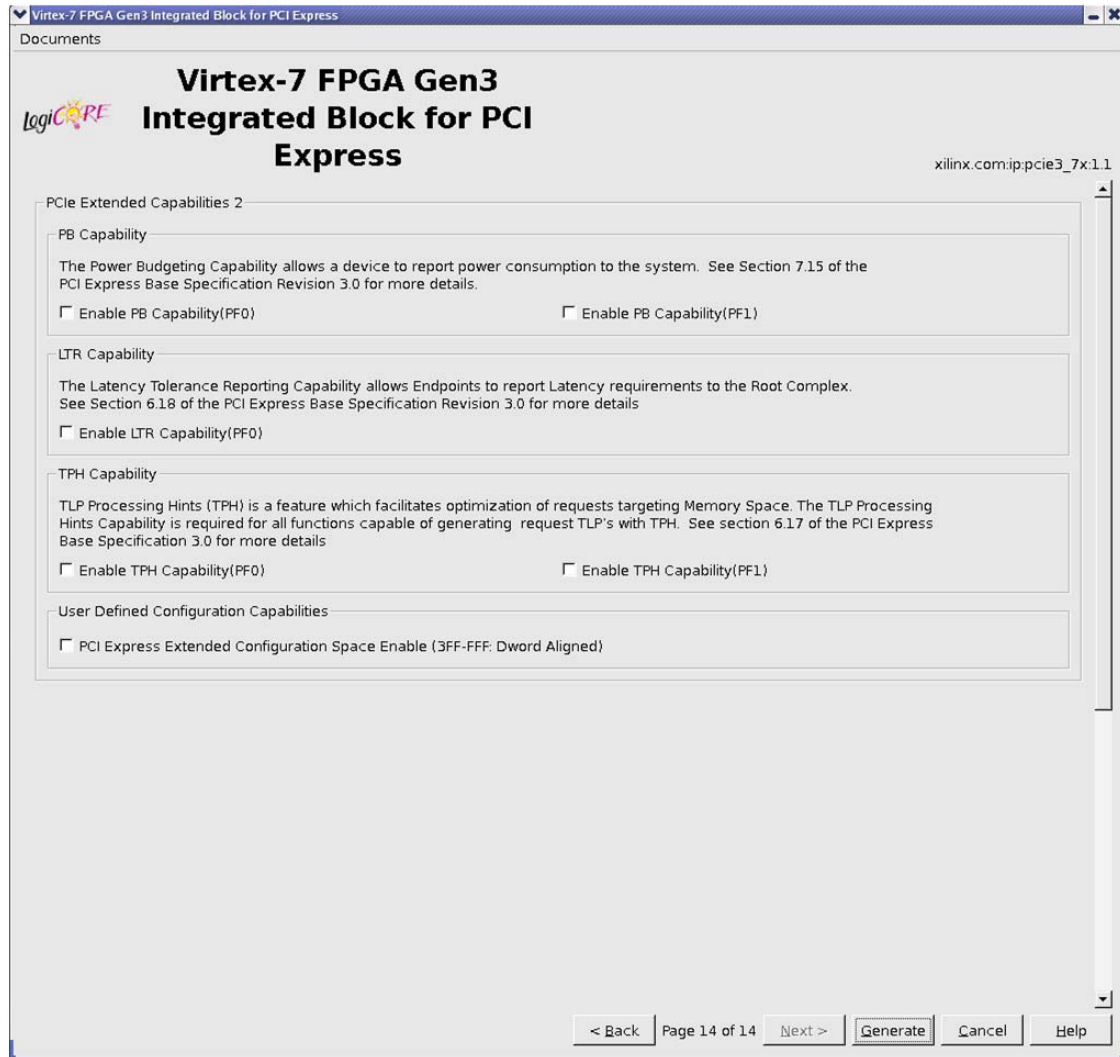 Virtex-7 FPGA Gen3 Integrated Block for PCI Express
Documents
LogiCORE
Virtex-7 FPGA Gen3
Integrated Block for PCI
Express
xilinx.com:ip:pcie3_7x:1.1
PCIe Extended Capabilities 2
PB Capability
The Power Budgeting Capability allows a device to report power consumption to the system. See Section 7.15 of the
PCI Express Base Specification Revision 3.0 for more details.
Enable PB Capability(PF0) Enable PB Capability(PF1)
LTR Capability
The Latency Tolerance Reporting Capability allows Endpoints to report Latency requirements to the Root Complex.
See Section 6.18 of the PCI Express Base Specification Revision 3.0 for more details
Enable LTR Capability(PF0)
TPH Capability
TLP Processing Hints (TPH) is a feature which facilitates optimization of requests targeting Memory Space. The TLP Processing
Hints Capability is required for all functions capable of generating request TLP's with TPH. See section 6.17 of the PCI Express
Base Specification 3.0 for more details
Enable TPH Capability(PF0) Enable TPH Capability(PF1)
User Defined Configuration Capabilities
PCI Express Extended Configuration Space Enable (3FF-FFF: Dword Aligned)
< Back Page 14 of 14 Next > Generate Cancel Help